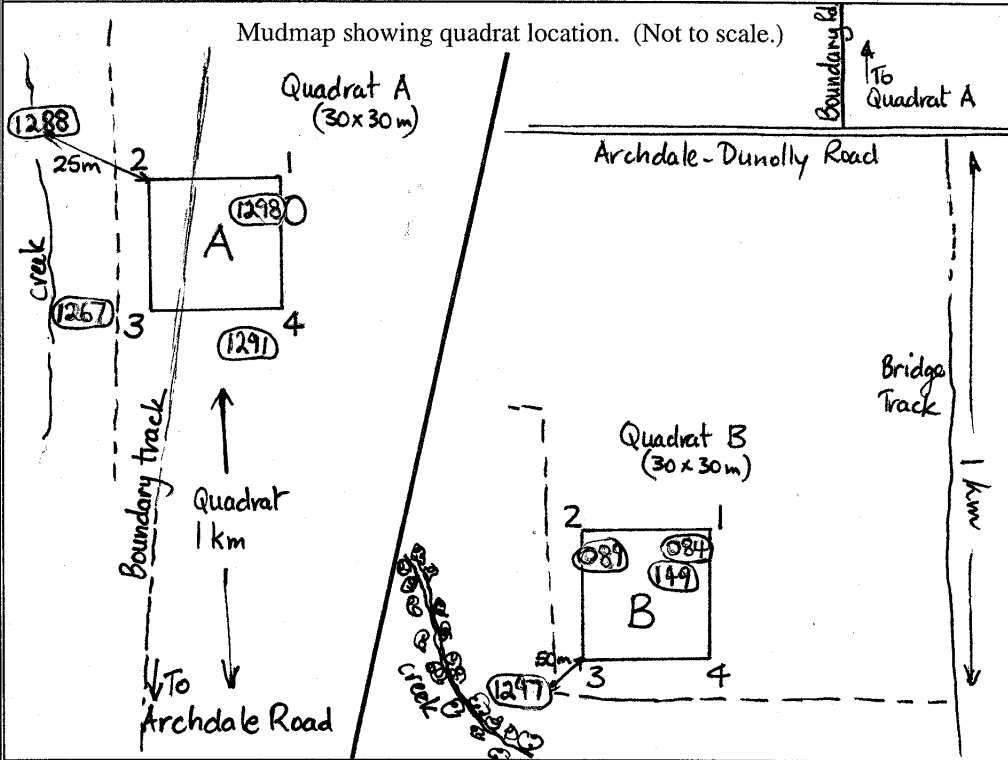 Mudmap showing quadrat location. (Not to scale.)
Quadrat A
(30x30m)
1288
25m
2
1
1298
A
creek
1267
3
4
1291
Boundary track
Quadrat
1 km
To
Archdale Road
Boundary Rd
To
Quadrat A
Archdale-Dunolly Road
Bridge
Track
1 km
Quadrat B
(30x30m)
2
1
089
084
149
B
50m
3
4
1247
creek